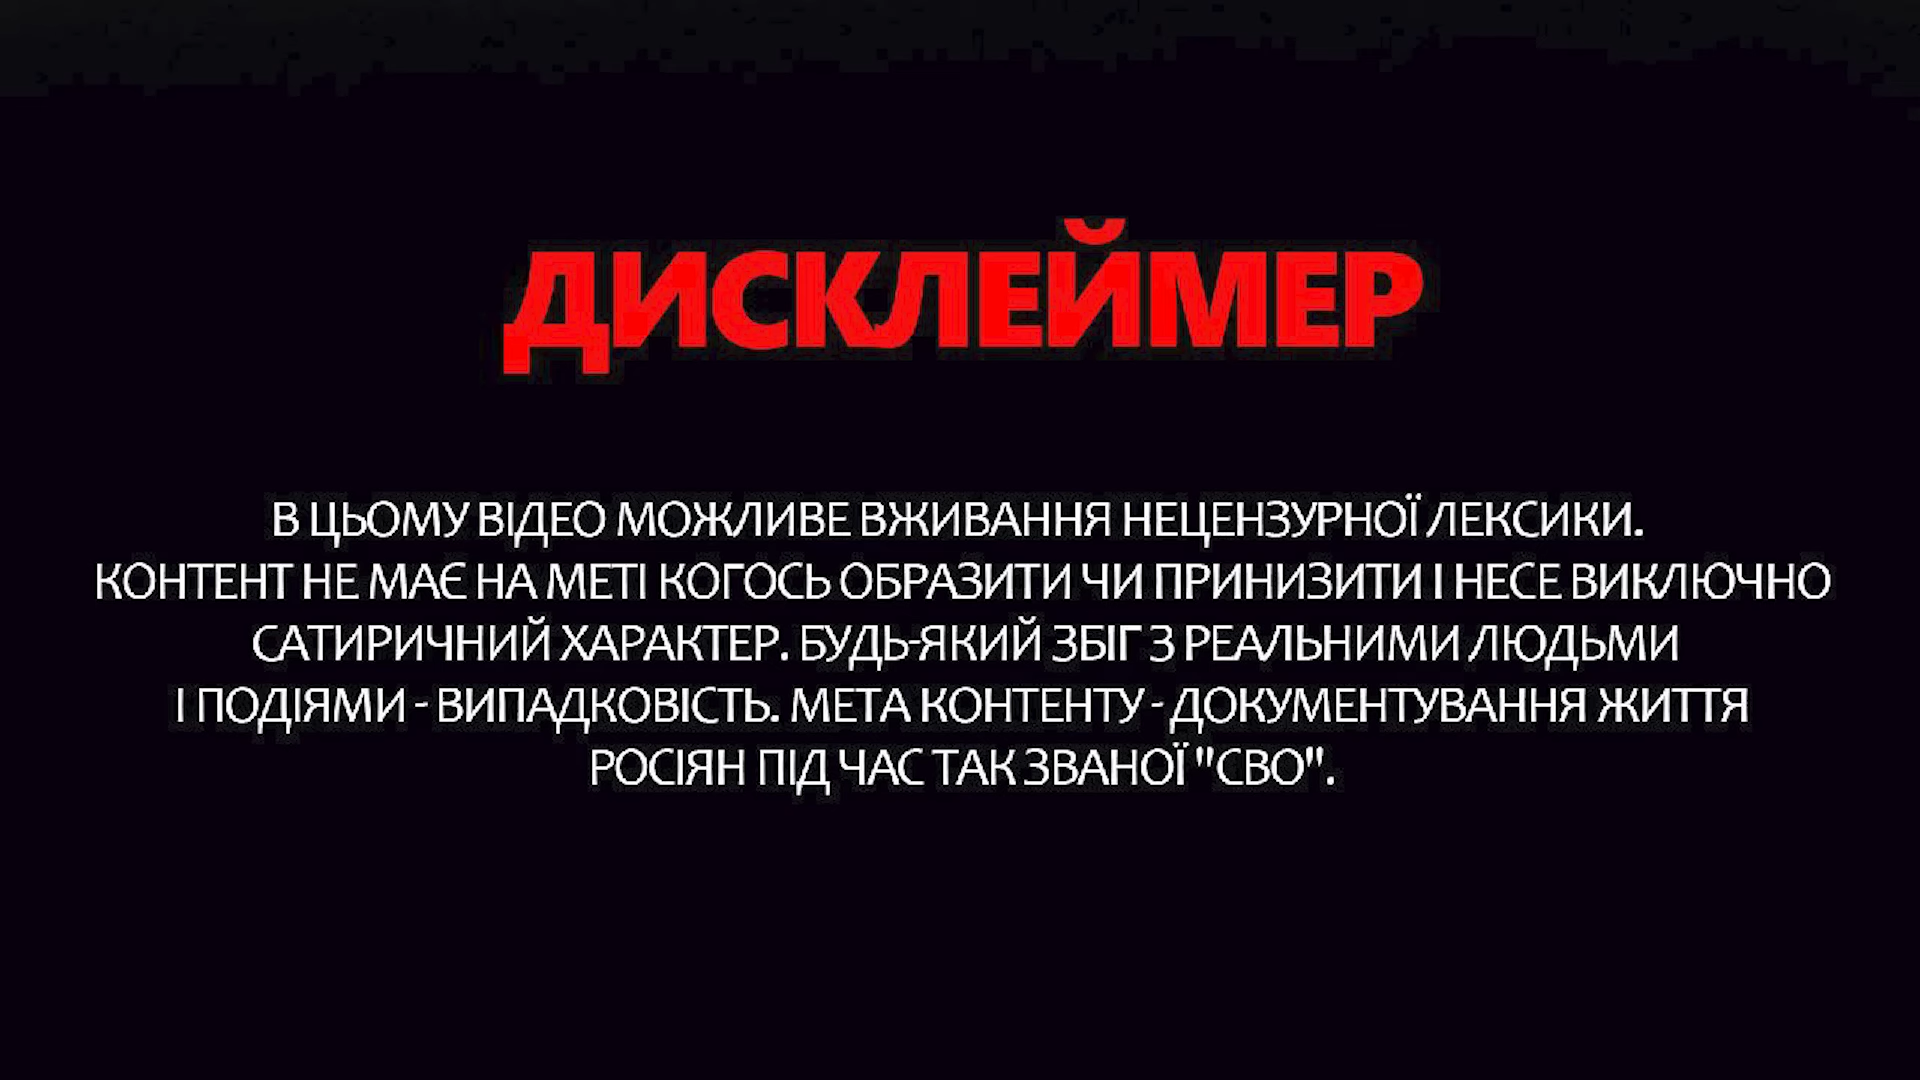 ДИСКЛЕЙМЕР
В ЦЬОМУ ВІДЕО МОЖЛИВЕ ВЖИВАННЯ НЕЦЕНЗУРНОЇ ЛЕКСИКИ.
КОНТЕНТ НЕ МАЄ НА МЕТІ КОГОСЬ ОБРАЗИТИ ЧИ ПРИНИЗИТИ І НЕСЕ ВИКЛЮЧНО
САТИРИЧНИЙ ХАРАКТЕР. БУДЬ-ЯКИЙ ЗБІГ З РЕАЛЬНИМИ ЛЮДЬМИ
І ПОДІЯМИ - ВИПАДКОВІСТЬ. МЕТА КОНТЕНТУ - ДОКУМЕНТУВАННЯ ЖИТТЯ
РОСІЯН ПІД ЧАС ТАК ЗВАНОЇ "СВО".